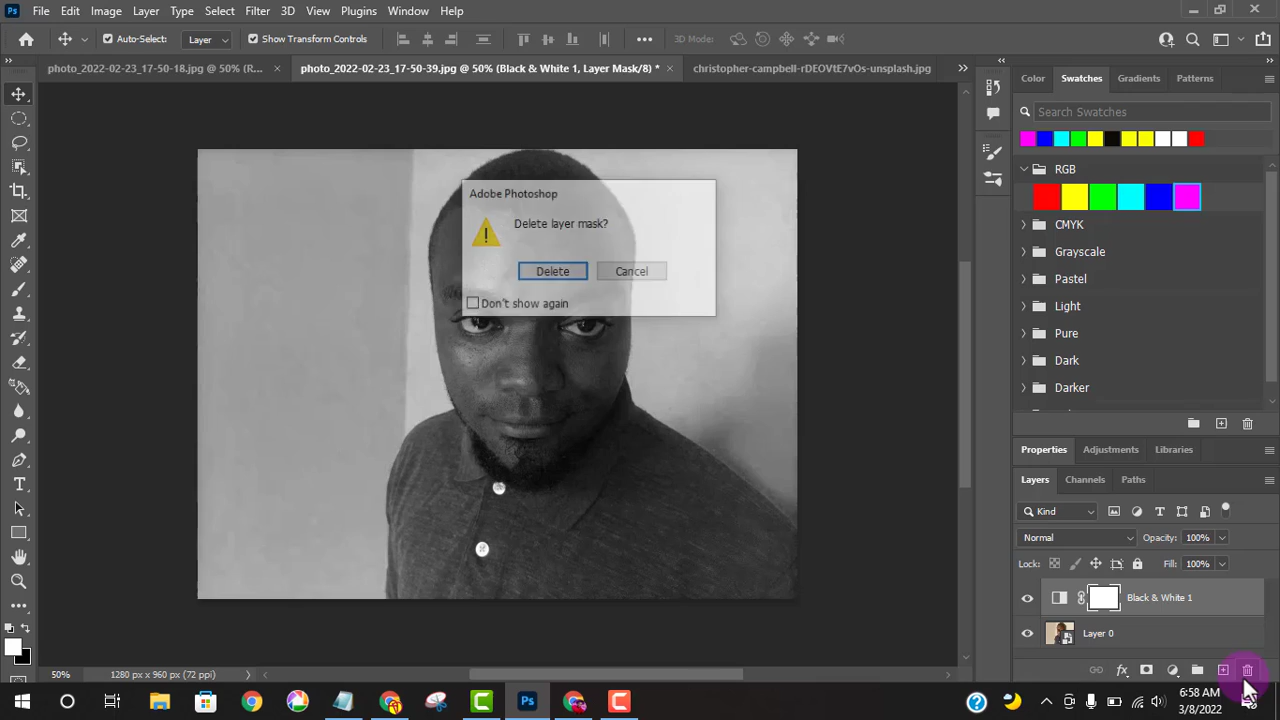 Ps File Edit Image Layer Type Select Filter 3D View Plugins Window Help
Auto-Select: Layer Show Transform Controls 3D Mode:
photo_2022-02-23_17-50-18.jpg @ 50% (R... × photo_2022-02-23_17-50-39.jpg @ 50% (Black & White 1, Layer Mask/8) * × christopher-campbell-rDEOVtE7vOs-unsplash.jpg
Color Swatches Gradients Patterns
Search Swatches
RGB
CMYK
Grayscale
Pastel
Light
Pure
Dark
Darker
Adobe Photoshop
Delete layer mask?
Delete Cancel
Don't show again
Properties Adjustments Libraries
Layers Channels Paths
Kind
Normal Opacity: 100%
Lock: Fill: 100%
Black & White 1
Layer 0
50% 1280 px x 960 px (72 ppi)
Ps
6:58 AM
3/8/2022